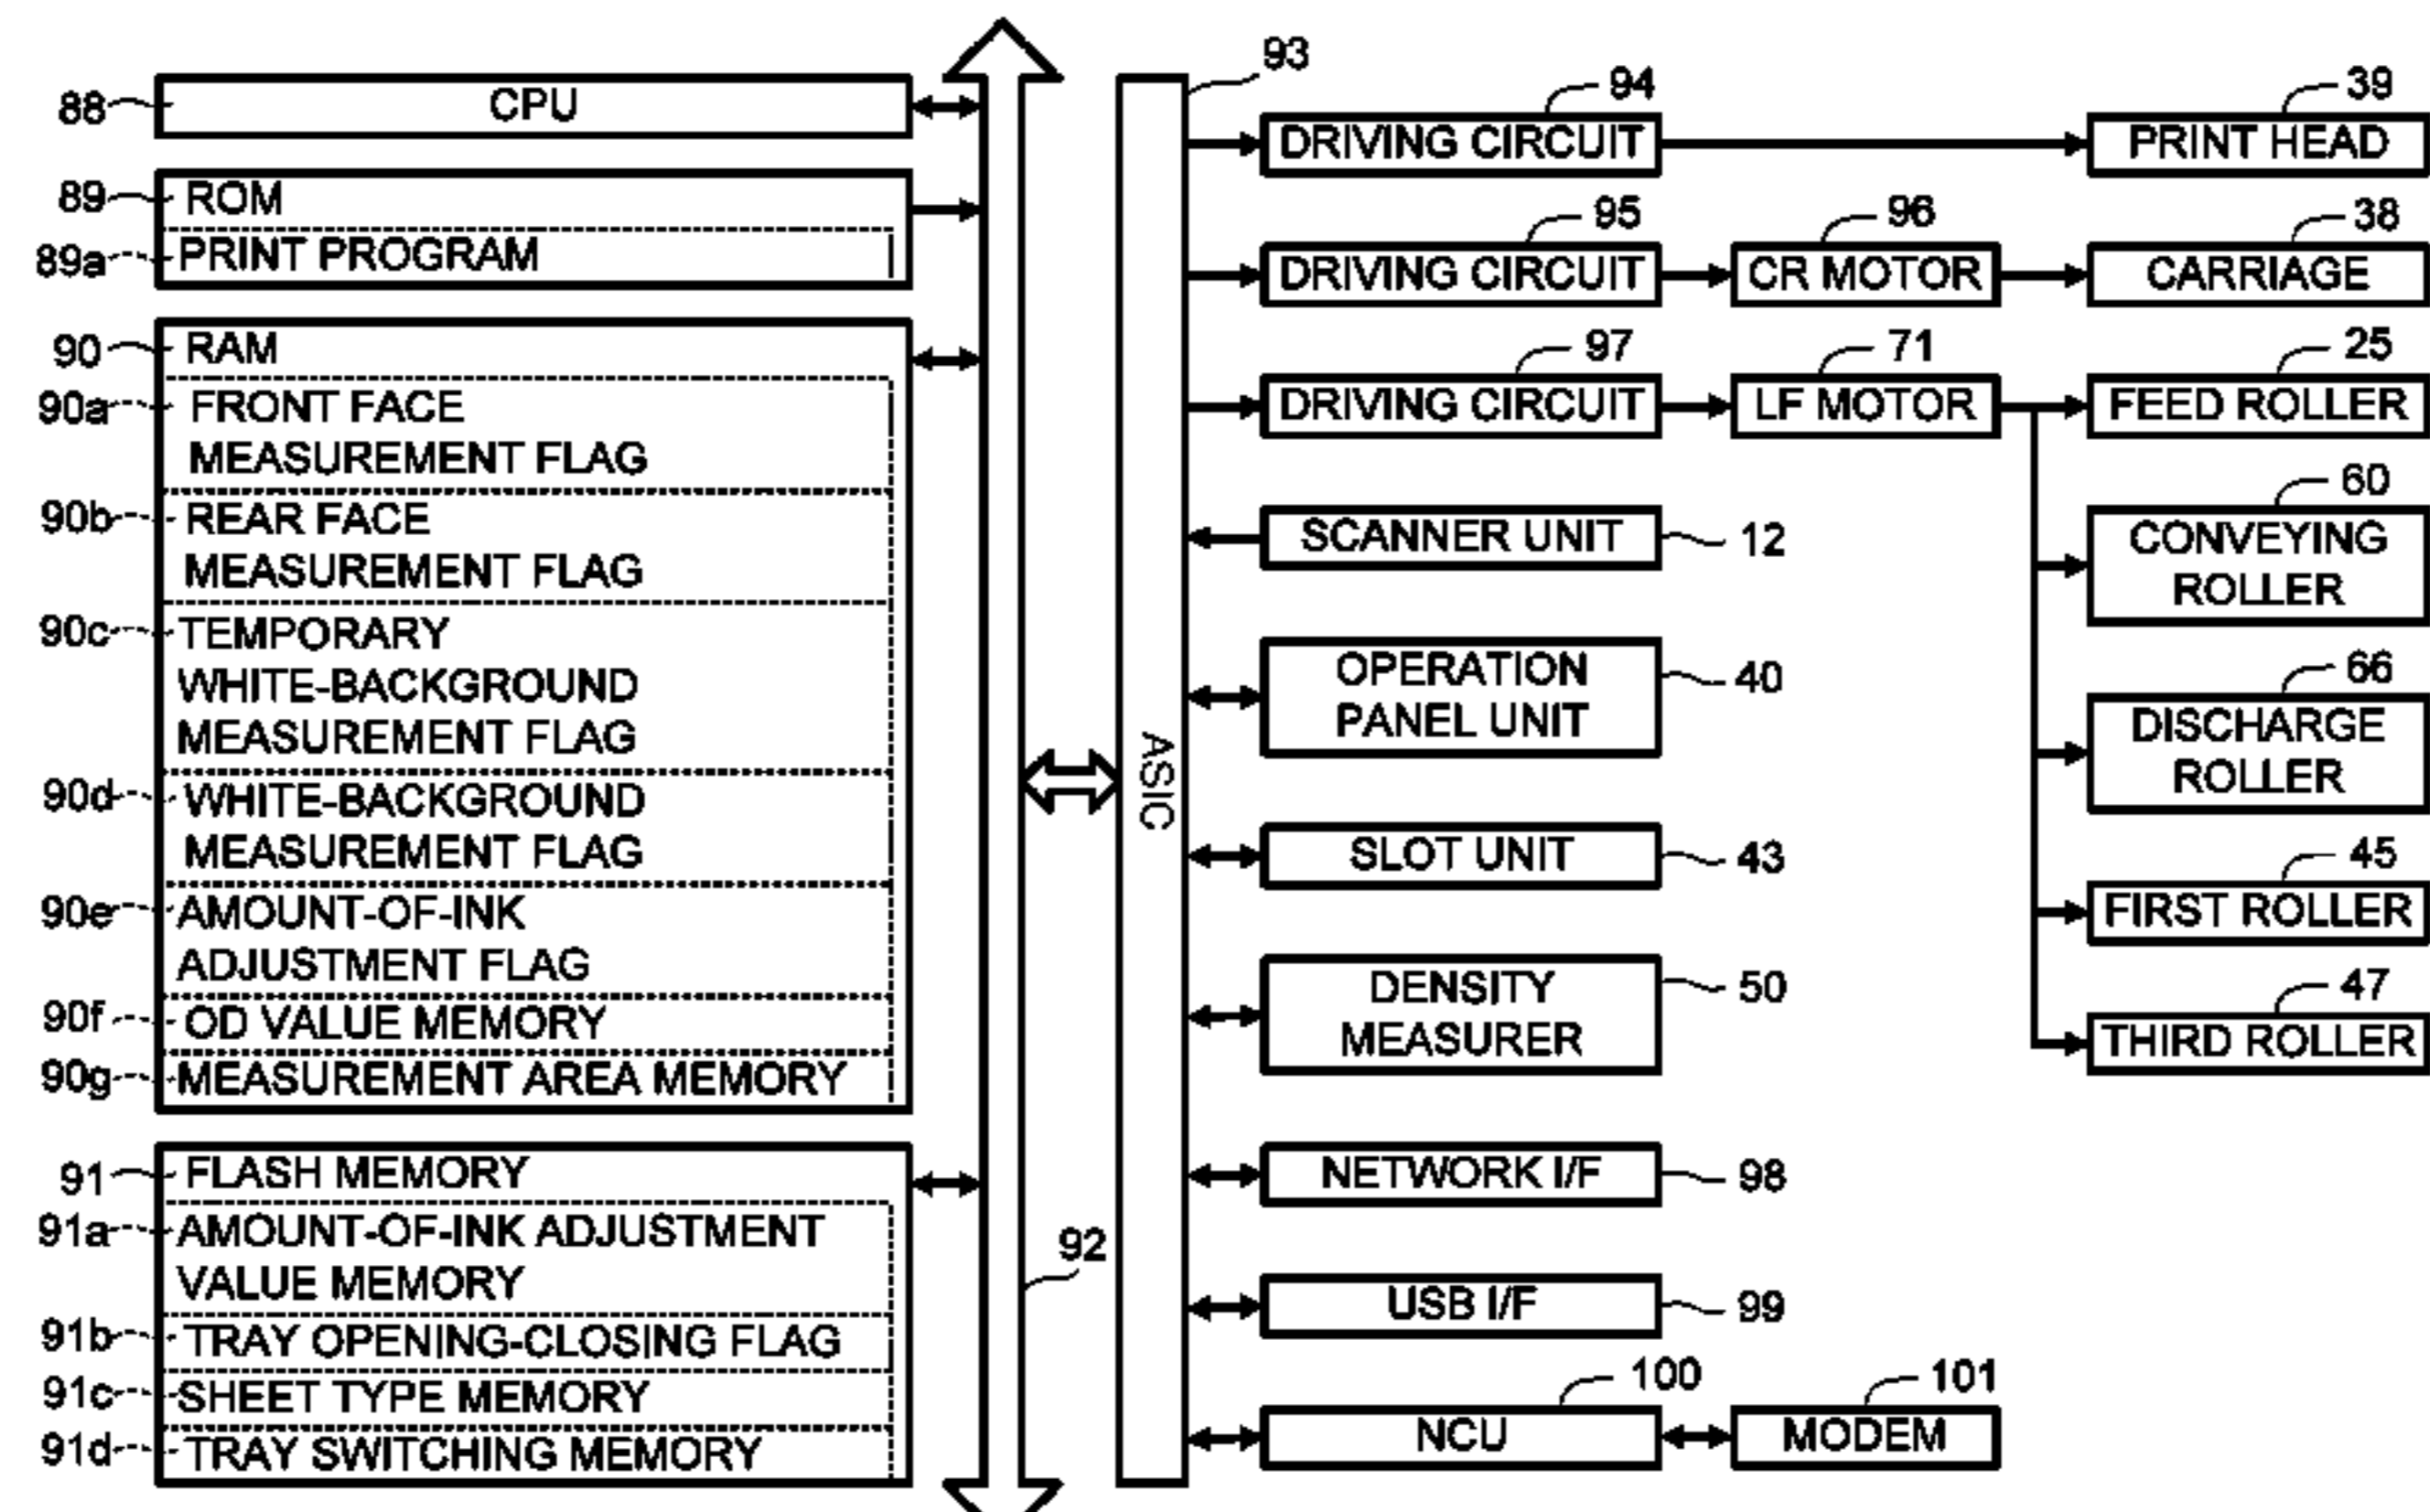 88 CPU
89 ROM
89a PRINT PROGRAM
90 RAM
90a FRONT FACE
MEASUREMENT FLAG
90b REAR FACE
MEASUREMENT FLAG
90c TEMPORARY
WHITE-BACKGROUND
MEASUREMENT FLAG
90d WHITE-BACKGROUND
MEASUREMENT FLAG
90e AMOUNT-OF-INK
ADJUSTMENT FLAG
90f OD VALUE MEMORY
90g MEASUREMENT AREA MEMORY
91 FLASH MEMORY
91a AMOUNT-OF-INK ADJUSTMENT
VALUE MEMORY
91b TRAY OPENING-CLOSING FLAG
91c SHEET TYPE MEMORY
91d TRAY SWITCHING MEMORY
92
93
ASIC
94
DRIVING CIRCUIT
39
PRINT HEAD
95
DRIVING CIRCUIT
96
CR MOTOR
38
CARRIAGE
97
DRIVING CIRCUIT
71
LF MOTOR
25
FEED ROLLER
60
CONVEYING
ROLLER
66
DISCHARGE
ROLLER
45
FIRST ROLLER
47
THIRD ROLLER
SCANNER UNIT 12
OPERATION
PANEL UNIT 40
SLOT UNIT 43
DENSITY
MEASURER 50
NETWORK I/F 98
USB I/F 99
100
NCU
101
MODEM